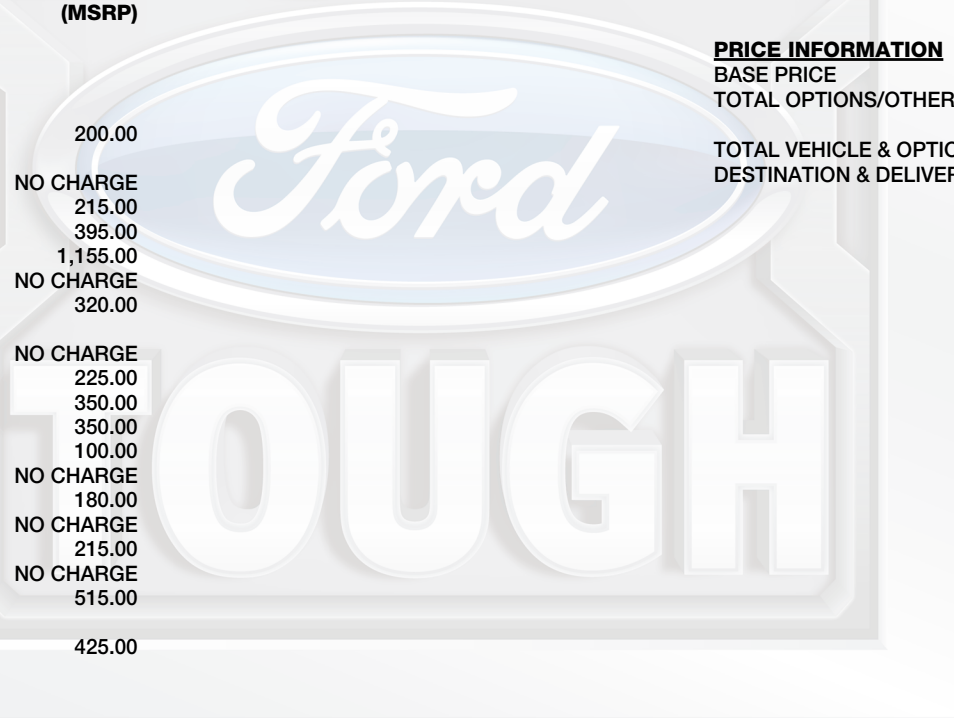 (MSRP)
200.00
NO CHARGE
215.00
395.00
1,155.00
NO CHARGE
320.00
NO CHARGE
225.00
350.00
350.00
100.00
NO CHARGE
180.00
NO CHARGE
215.00
NO CHARGE
515.00
425.00
PRICE INFORMATION
BASE PRICE
TOTAL OPTIONS/OTHER
TOTAL VEHICLE & OPTIO
DESTINATION & DELIVER
Ford
TOUGH